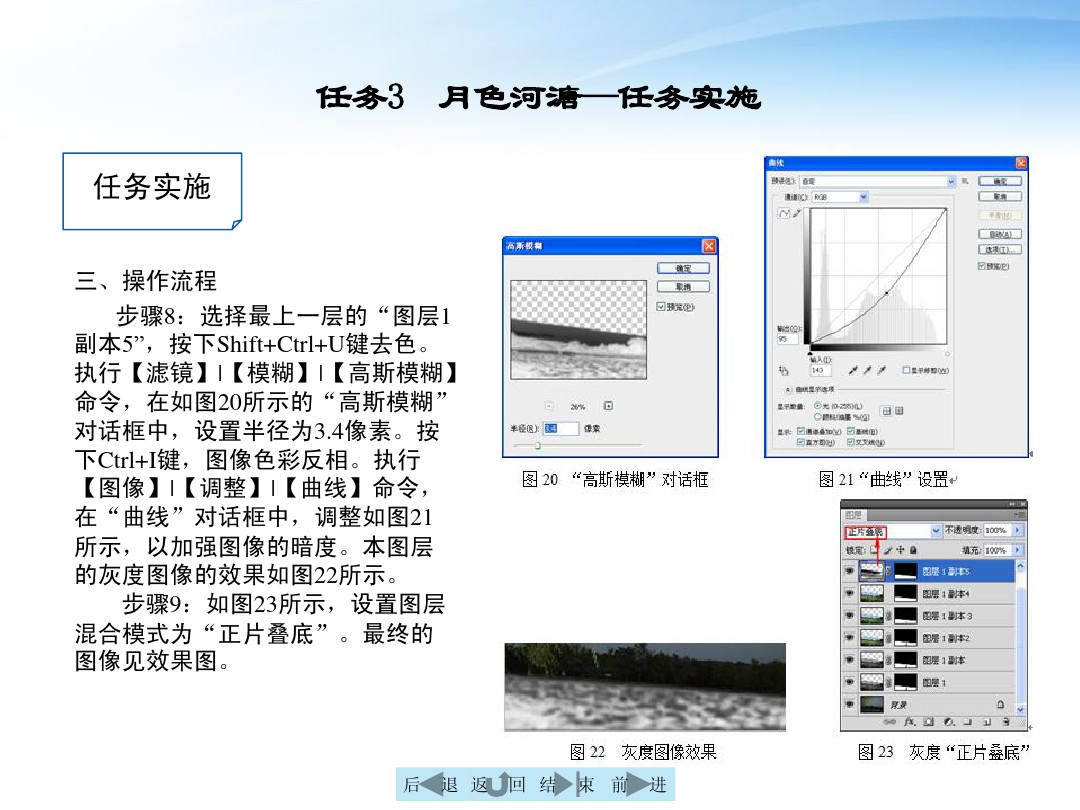 任务3　月色河溏—任务实施
任务实施
三、操作流程
步骤8：选择最上一层的“图层1
副本5”，按下Shift+Ctrl+U键去色。
执行【滤镜】|【模糊】|【高斯模糊】
命令，在如图20所示的“高斯模糊”
对话框中，设置半径为3.4像素。按
下Ctrl+I键，图像色彩反相。执行
【图像】|【调整】|【曲线】命令，
在“曲线”对话框中，调整如图21
所示，以加强图像的暗度。本图层
的灰度图像的效果如图22所示。
步骤9：如图23所示，设置图层
混合模式为“正片叠底”。最终的
图像见效果图。
高斯模糊
确定
取消
预览(P)
26%
半径(R): 3.4 像素
图 20　“高斯模糊”对话框
曲线
预设(R): 自定
确定
通道(C): RGB
取消
平滑(M)
自动(A)
选项(T)...
预览(P)
输出(O):
95
输入(I):
143
显示修剪(W)
曲线显示选项
显示数量: 光 (0-255)(L)
颜料/油墨 %(G)
显示: 通道叠加(V) 基线(B)
直方图(H) 交叉线(N)
图 21“曲线”设置
图层
正片叠底 不透明度: 100%
锁定: 填充: 100%
图层 1 副本5
图层 1 副本4
图层 1 副本 3
图层 1 副本2
图层 1 副本
图层 1
背景
图 22　灰度图像效果
图 23　灰度“正片叠底”
后退 返回 结束 前进